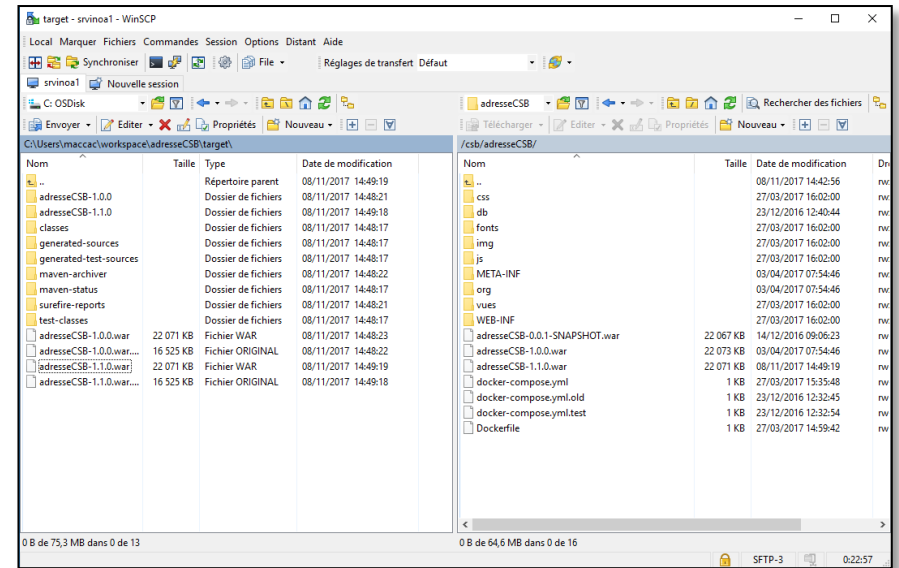 target - srvinoa1 - WinSCP
Local Marquer Fichiers Commandes Session Options Distant Aide
Synchroniser File Réglages de transfert Défaut
srvinoa1 Nouvelle session
C: OSDisk
Envoyer Editer Propriétés Nouveau
C:\Users\maccac\workspace\adresseCSB\target\
Nom Taille Type Date de modification
.. Répertoire parent 08/11/2017 14:49:19
adresseCSB-1.0.0 Dossier de fichiers 08/11/2017 14:48:21
adresseCSB-1.1.0 Dossier de fichiers 08/11/2017 14:49:18
classes Dossier de fichiers 08/11/2017 14:48:17
generated-sources Dossier de fichiers 08/11/2017 14:48:17
generated-test-sources Dossier de fichiers 08/11/2017 14:48:17
maven-archiver Dossier de fichiers 08/11/2017 14:48:22
maven-status Dossier de fichiers 08/11/2017 14:48:17
surefire-reports Dossier de fichiers 08/11/2017 14:48:21
test-classes Dossier de fichiers 08/11/2017 14:48:17
adresseCSB-1.0.0.war 22 071 KB Fichier WAR 08/11/2017 14:48:23
adresseCSB-1.0.0.war.... 16 525 KB Fichier ORIGINAL 08/11/2017 14:48:22
adresseCSB-1.1.0.war 22 071 KB Fichier WAR 08/11/2017 14:49:19
adresseCSB-1.1.0.war.... 16 525 KB Fichier ORIGINAL 08/11/2017 14:49:18
0 B de 75,3 MB dans 0 de 13
adresseCSB Rechercher des fichiers
Télécharger Editer Propriétés Nouveau
/csb/adresseCSB/
Nom Taille Date de modification Dr
.. 08/11/2017 14:42:56 rw
css 27/03/2017 16:02:00 rw
db 23/12/2016 12:40:44 rw
fonts 27/03/2017 16:02:00 rw
img 27/03/2017 16:02:00 rw
js 27/03/2017 16:02:00 rw
META-INF 03/04/2017 07:54:46 rw
org 03/04/2017 07:54:46 rw
vues 27/03/2017 16:02:00 rw
WEB-INF 27/03/2017 16:02:00 rw
adresseCSB-0.0.1-SNAPSHOT.war 22 067 KB 14/12/2016 09:06:23 rw
adresseCSB-1.0.0.war 22 073 KB 03/04/2017 07:54:46 rw
adresseCSB-1.1.0.war 22 071 KB 08/11/2017 14:49:19 rw
docker-compose.yml 1 KB 27/03/2017 15:35:48 rw
docker-compose.yml.old 1 KB 23/12/2016 12:32:45 rw
docker-compose.yml.test 1 KB 23/12/2016 12:32:54 rw
Dockerfile 1 KB 27/03/2017 14:59:42 rw
0 B de 64,6 MB dans 0 de 16
SFTP-3 0:22:57